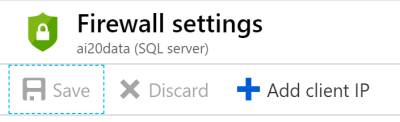 Firewall settings
ai20data (SQL server)
Save Discard Add client IP